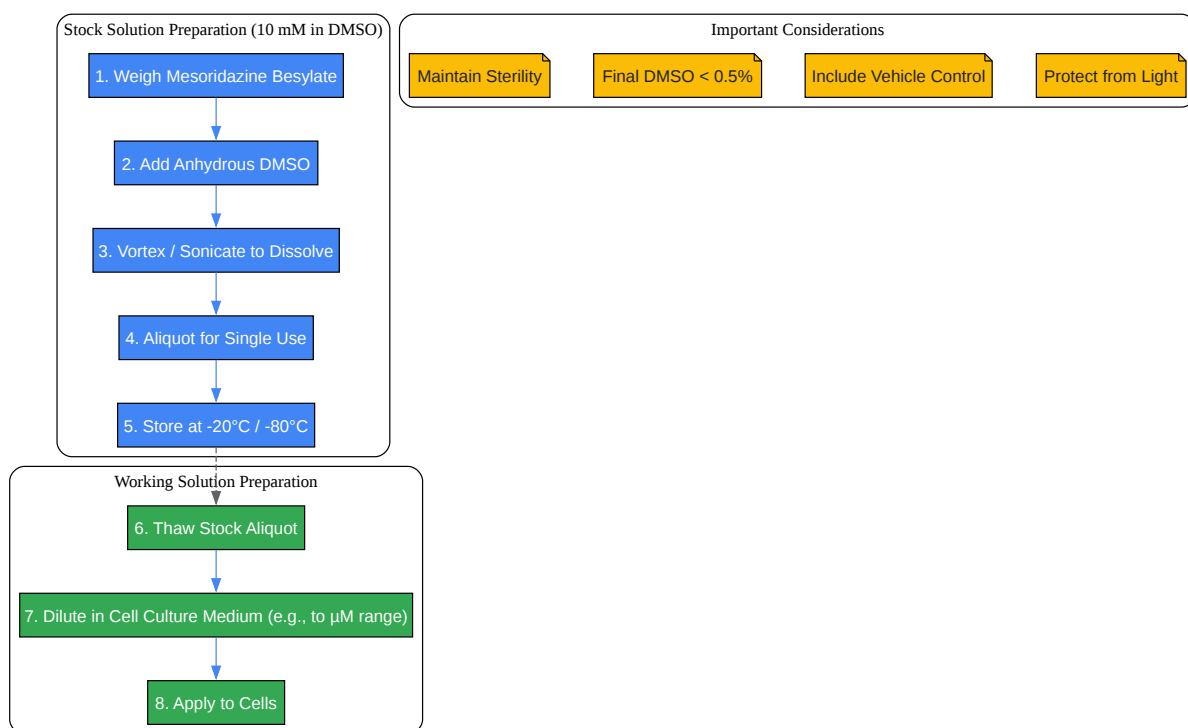 Stock Solution Preparation (10 mM in DMSO)
1. Weigh Mesoridazine Besylate
2. Add Anhydrous DMSO
3. Vortex / Sonicate to Dissolve
4. Aliquot for Single Use
5. Store at -20°C / -80°C
Working Solution Preparation
6. Thaw Stock Aliquot
7. Dilute in Cell Culture Medium (e.g., to µM range)
8. Apply to Cells
Important Considerations
Maintain Sterility
Final DMSO < 0.5%
Include Vehicle Control
Protect from Light